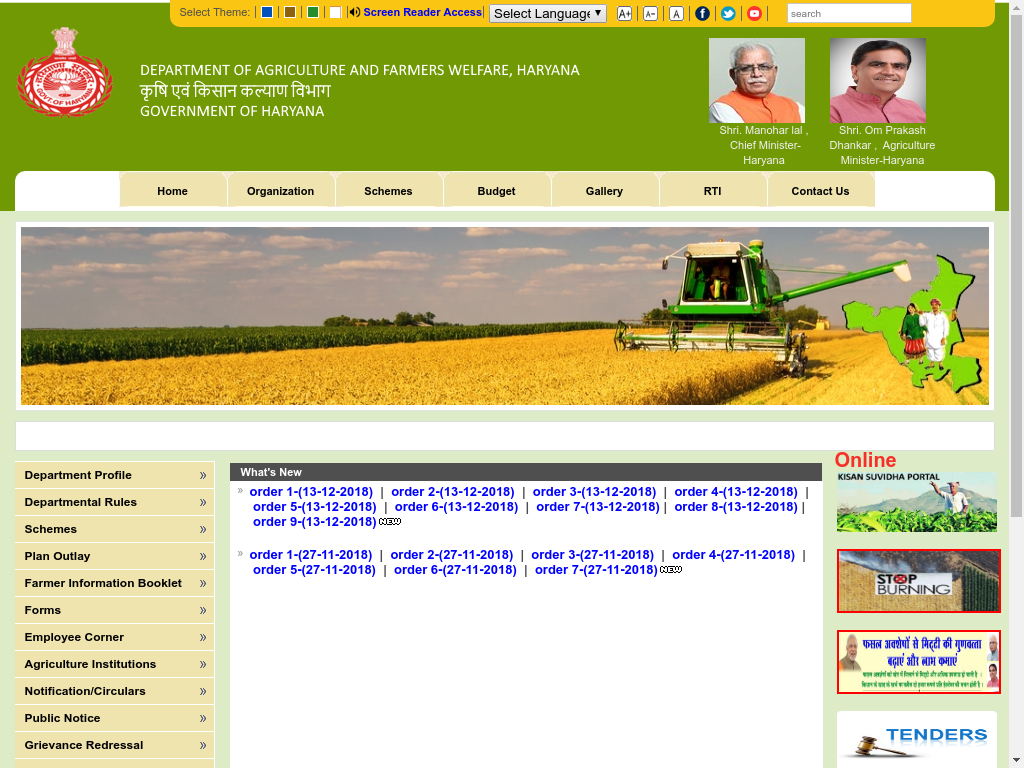 Select Theme: | | | | | Screen Reader Access| Select Language ▼ A+ | A- | A | | | |
search
GOVT. OF HARYANA
DEPARTMENT OF AGRICULTURE AND FARMERS WELFARE, HARYANA
कृषि एवं किसान कल्याण विभाग
GOVERNMENT OF HARYANA
Shri. Manohar lal ,
Chief Minister-
Haryana
Shri. Om Prakash
Dhankar , Agriculture
Minister-Haryana
Home
Organization
Schemes
Budget
Gallery
RTI
Contact Us
Department Profile »
Departmental Rules »
Schemes »
Plan Outlay »
Farmer Information Booklet »
Forms »
Employee Corner »
Agriculture Institutions »
Notification/Circulars »
Public Notice »
Grievance Redressal »
What's New
» order 1-(13-12-2018) | order 2-(13-12-2018) | order 3-(13-12-2018) | order 4-(13-12-2018) |
order 5-(13-12-2018) | order 6-(13-12-2018) | order 7-(13-12-2018) | order 8-(13-12-2018) |
order 9-(13-12-2018) NEW
» order 1-(27-11-2018) | order 2-(27-11-2018) | order 3-(27-11-2018) | order 4-(27-11-2018) |
order 5-(27-11-2018) | order 6-(27-11-2018) | order 7-(27-11-2018) NEW
Online
KISAN SUVIDHA PORTAL
STOP
BURNING
फसल अवशेषों से मिट्टी की गुणवत्ता
बढ़ाएं और लाभ कमाएं
TENDERS